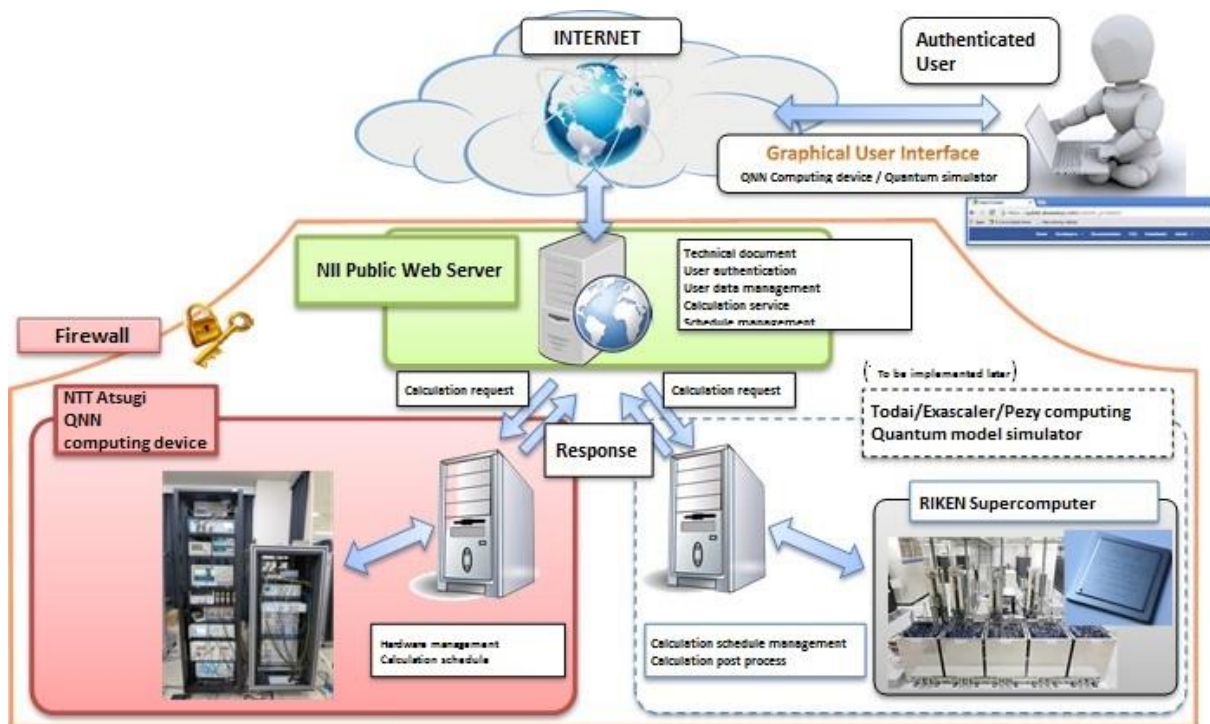 INTERNET
Authenticated
User
Graphical User Interface
QNN Computing device / Quantum simulator
NII Public Web Server
Technical document
User authentication
User data management
Calculation service
Schedule management
Firewall
Calculation request
Calculation request
( To be implemented later)
NTT Atsugi
QNN
computing device
Todai/Exascaler/Pezy computing
Quantum model simulator
Response
RIKEN Supercomputer
Hardware management
Calculation schedule
Calculation schedule management
Calculation post process